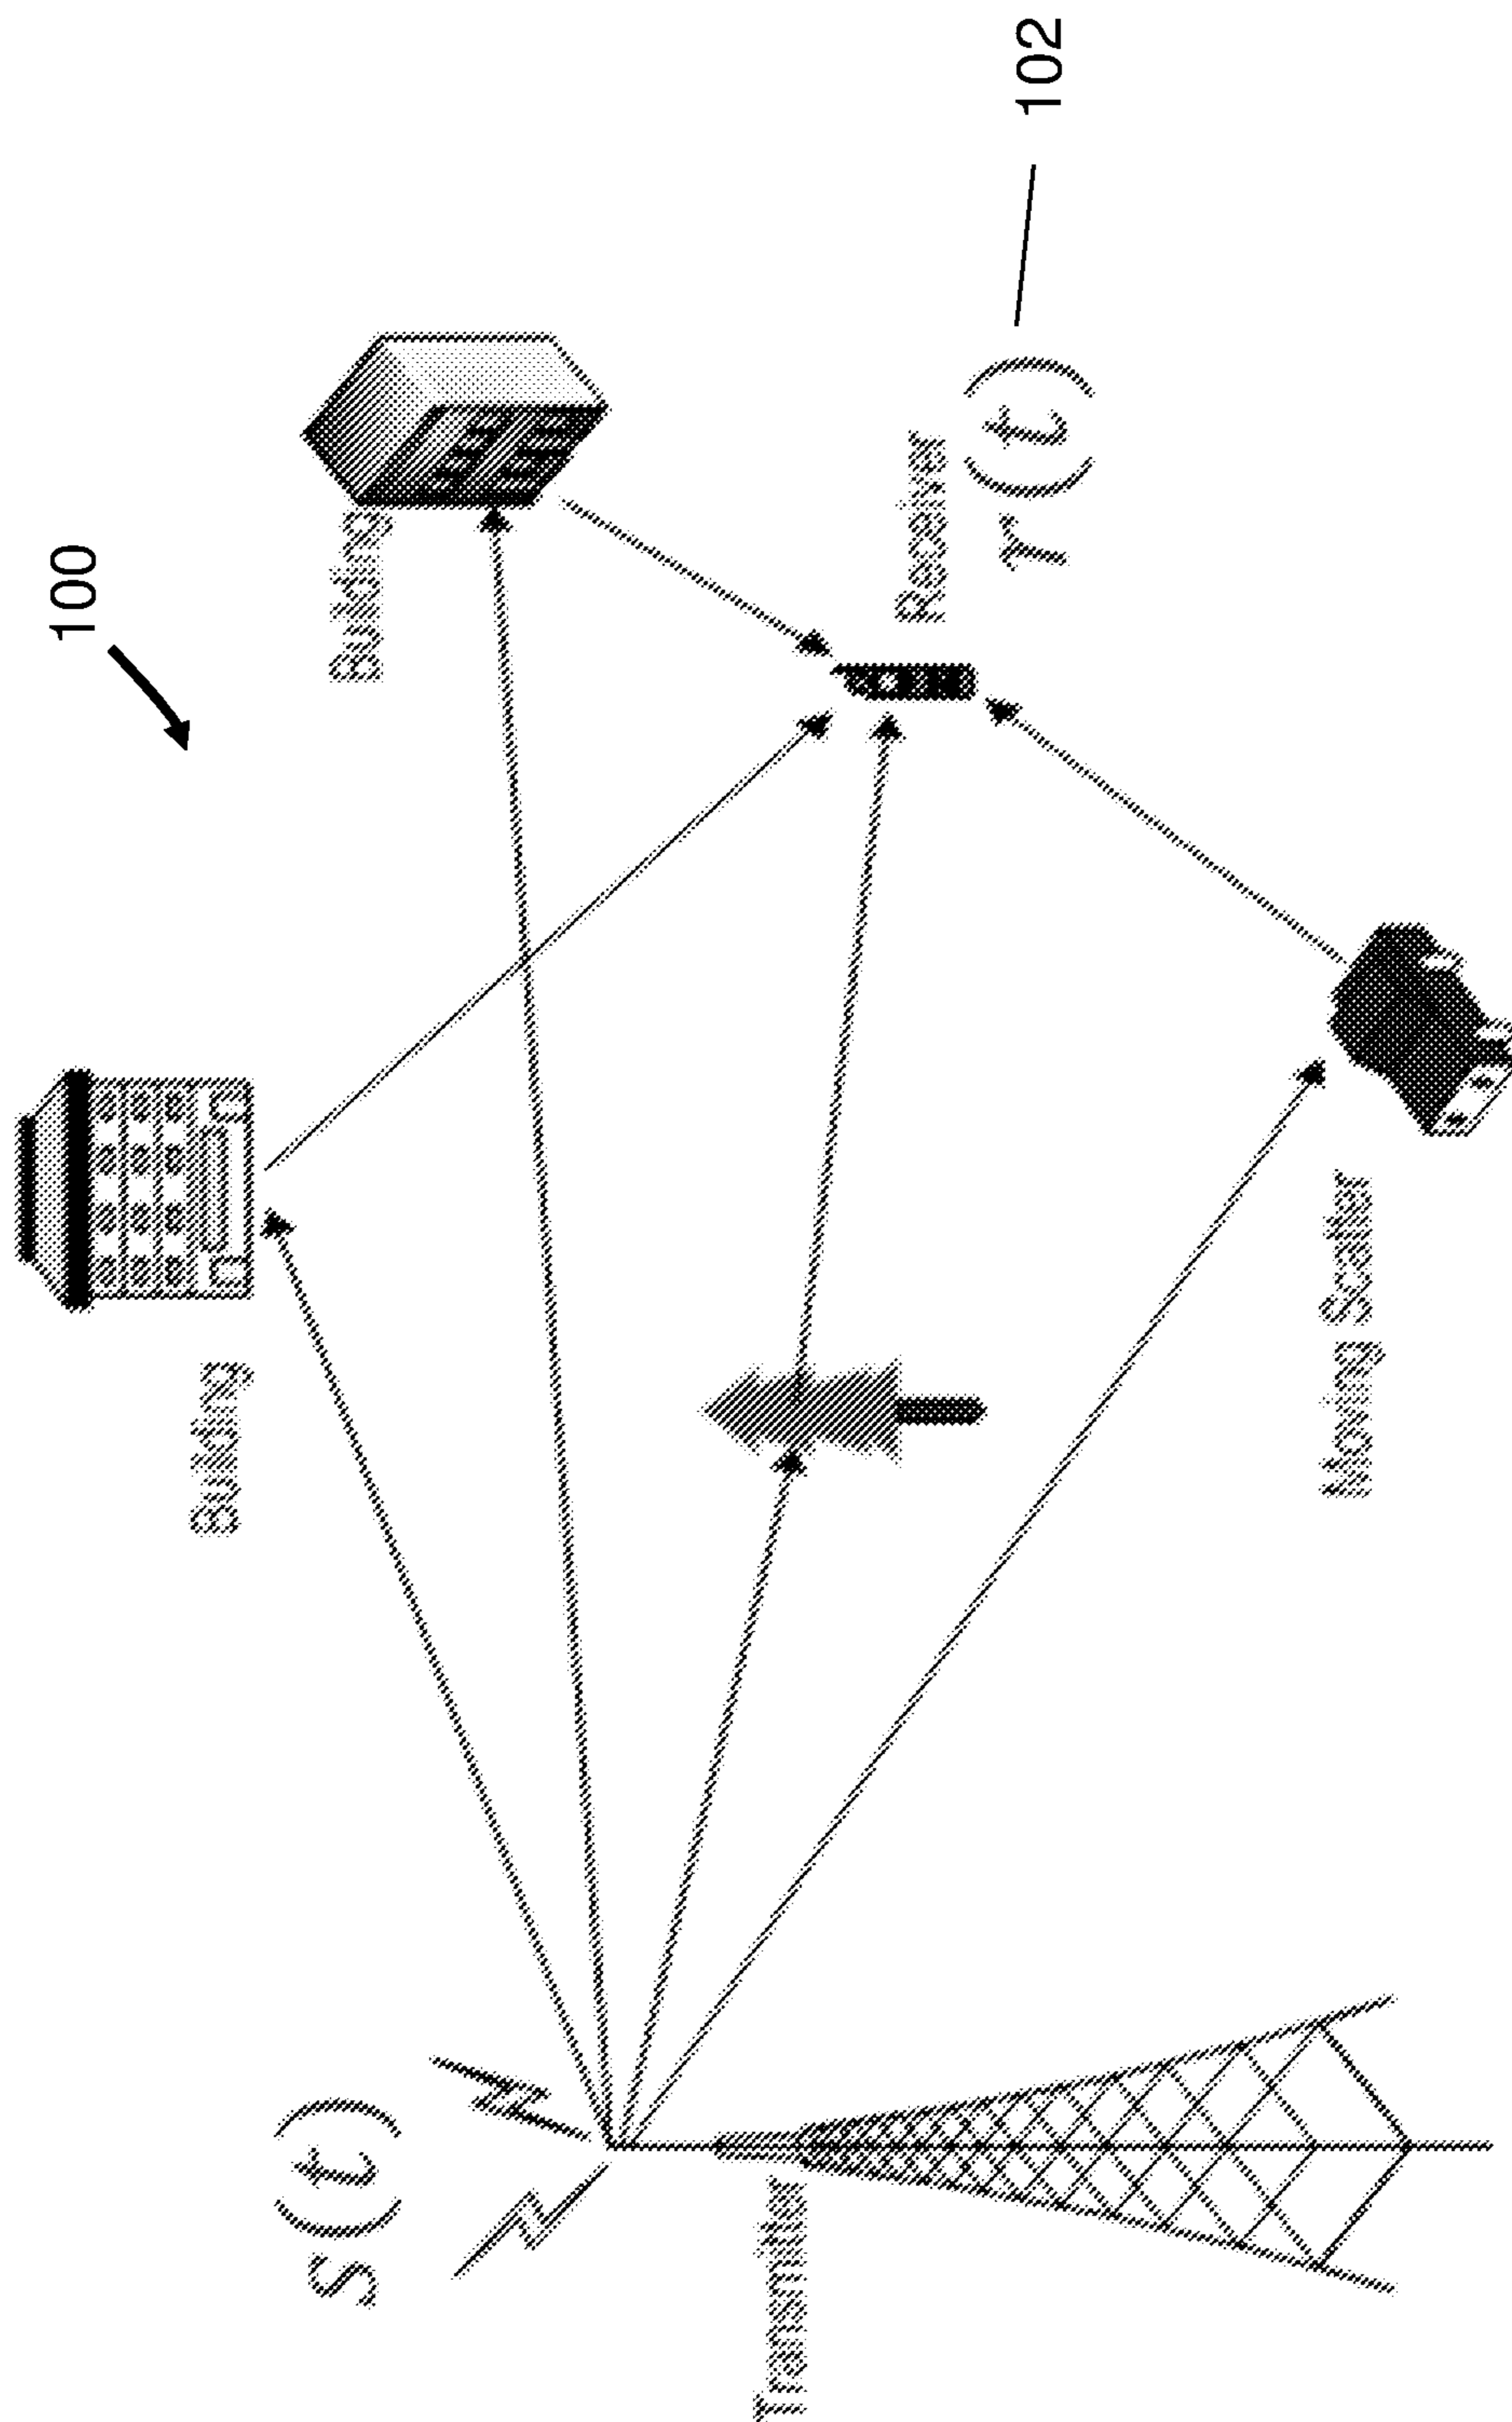 100
Building
Building
S(t)
Transmitter
Receiver
r(t)
102
Moving Scatter